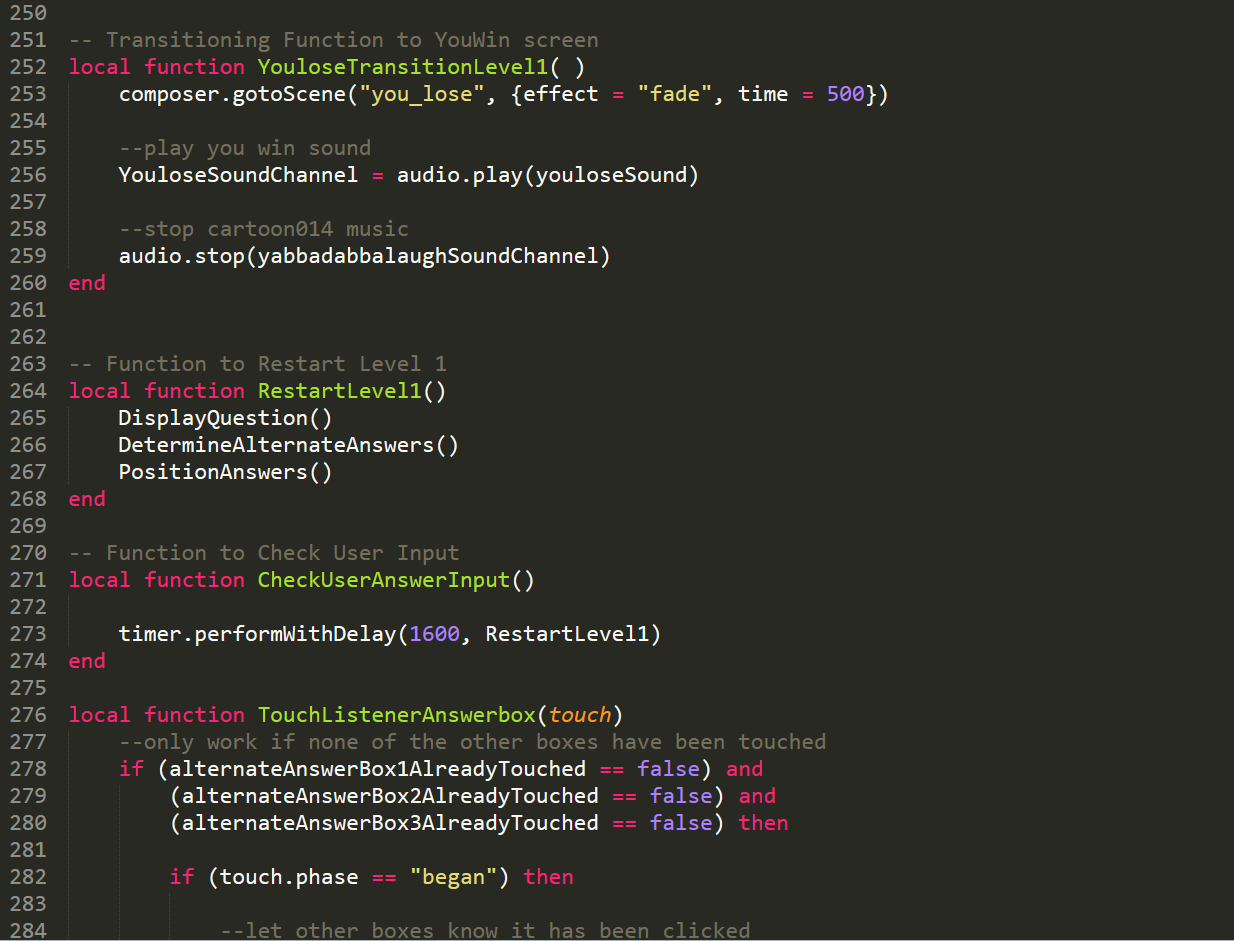 250
251 -- Transitioning Function to YouWin screen
252 local function YouloseTransitionLevel1( )
253     composer.gotoScene("you_lose", {effect = "fade", time = 500})
254
255     --play you win sound
256     YouloseSoundChannel = audio.play(youloseSound)
257
258     --stop cartoon014 music
259     audio.stop(yabbadabbalaughSoundChannel)
260 end
261
262
263 -- Function to Restart Level 1
264 local function RestartLevel1()
265     DisplayQuestion()
266     DetermineAlternateAnswers()
267     PositionAnswers()
268 end
269
270 -- Function to Check User Input
271 local function CheckUserAnswerInput()
272
273     timer.performWithDelay(1600, RestartLevel1)
274 end
275
276 local function TouchListenerAnswerbox(touch)
277     --only work if none of the other boxes have been touched
278     if (alternateAnswerBox1AlreadyTouched == false) and
279         (alternateAnswerBox2AlreadyTouched == false) and
280         (alternateAnswerBox3AlreadyTouched == false) then
281
282         if (touch.phase == "began") then
283
284             --let other boxes know it has been clicked